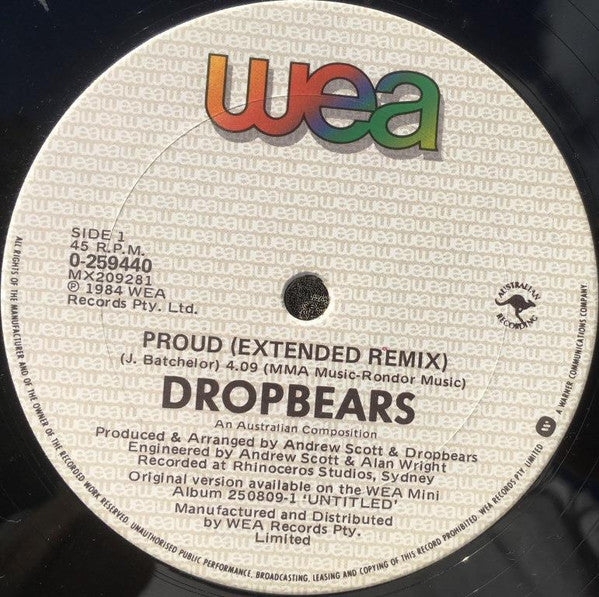 wea
SIDE 1
45 R.P.M.
0-259440
MX209281
Ⓟ 1984 WEA
Records Pty. Ltd.
AUSTRALIAN
RECORDING
PROUD (EXTENDED REMIX)
(J. Batchelor) 4.09 (MMA Music-Rondor Music)
DROPBEARS
An Australian Composition
Produced & Arranged by Andrew Scott & Dropbears
Engineered by Andrew Scott & Alan Wright
Recorded at Rhinoceros Studios, Sydney
Original version available on the WEA Mini
Album 250809-1 'UNTITLED'
Manufactured and Distributed
by WEA Records Pty.
Limited
ALL RIGHTS OF THE MANUFACTURER AND OF THE OWNER OF THE RECORDED WORK RESERVED. UNAUTHORISED PUBLIC PERFORMANCE, BROADCASTING, LEASING AND COPYING OF THIS RECORD PROHIBITED. WEA RECORDS PTY. LIMITED
A WARNER COMMUNICATIONS COMPANY